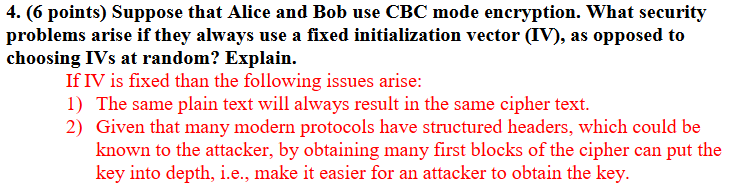 4. (6 points) Suppose that Alice and Bob use CBC mode encryption. What security
problems arise if they always use a fixed initialization vector (IV), as opposed to
choosing IVs at random? Explain.
If IV is fixed than the following issues arise:
1) The same plain text will always result in the same cipher text.
2) Given that many modern protocols have structured headers, which could be
known to the attacker, by obtaining many first blocks of the cipher can put the
key into depth, i.e., make it easier for an attacker to obtain the key.